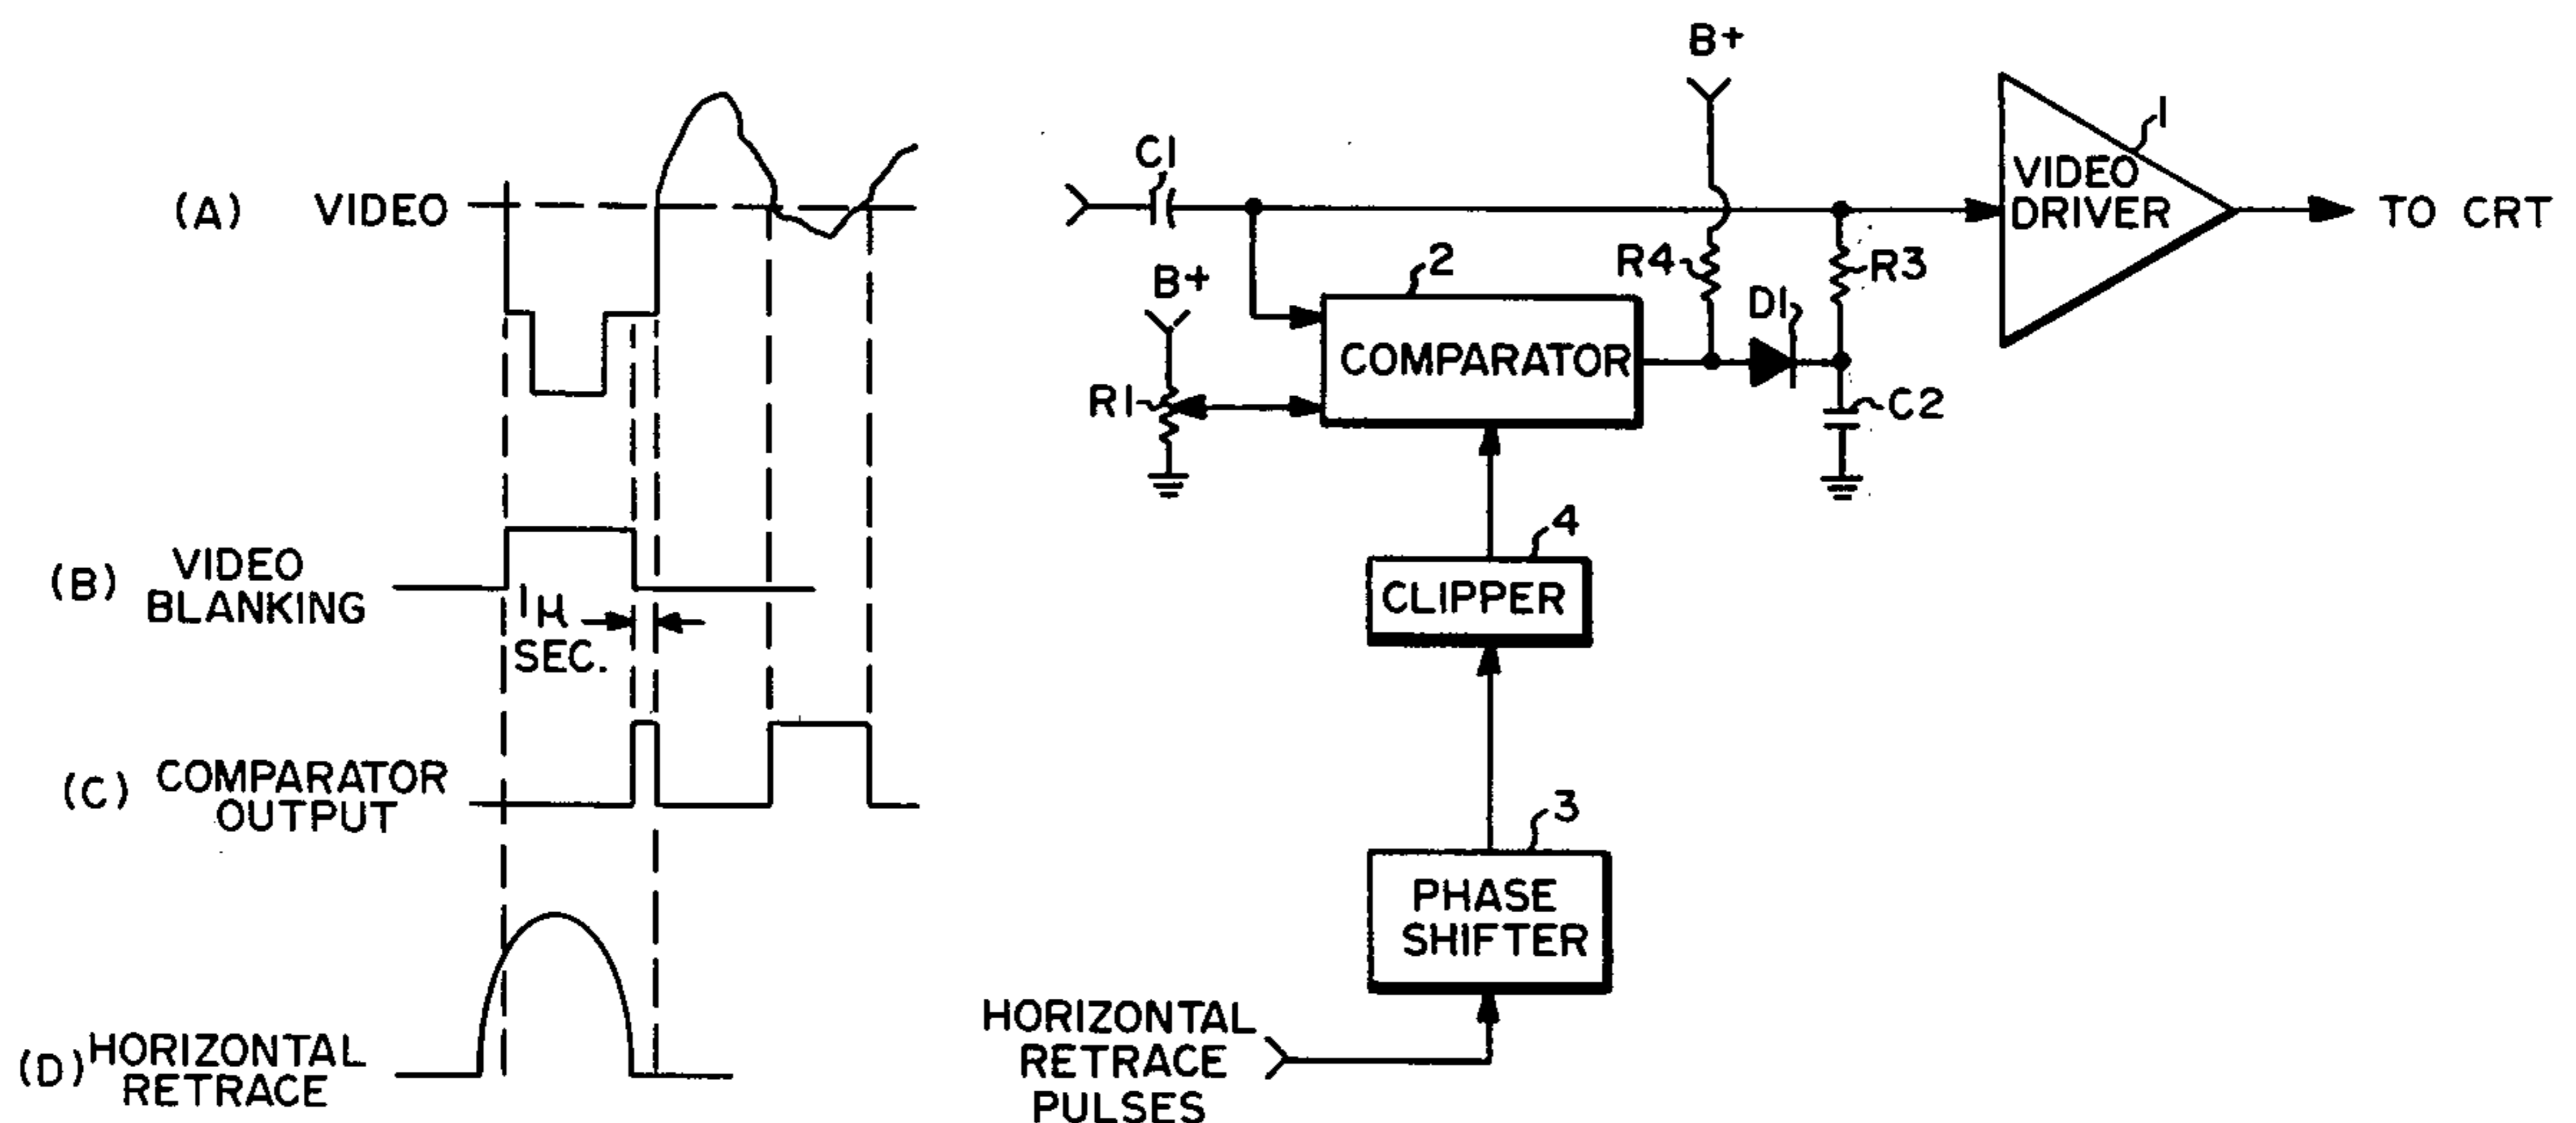 (A) VIDEO
(B) VIDEO
BLANKING
1 μ
SEC.
(C) COMPARATOR
OUTPUT
(D) HORIZONTAL
RETRACE
B+
C1
1
VIDEO
DRIVER
TO CRT
B+
R1
2
COMPARATOR
R4
D1
R3
C2
4
CLIPPER
3
PHASE
SHIFTER
HORIZONTAL
RETRACE
PULSES